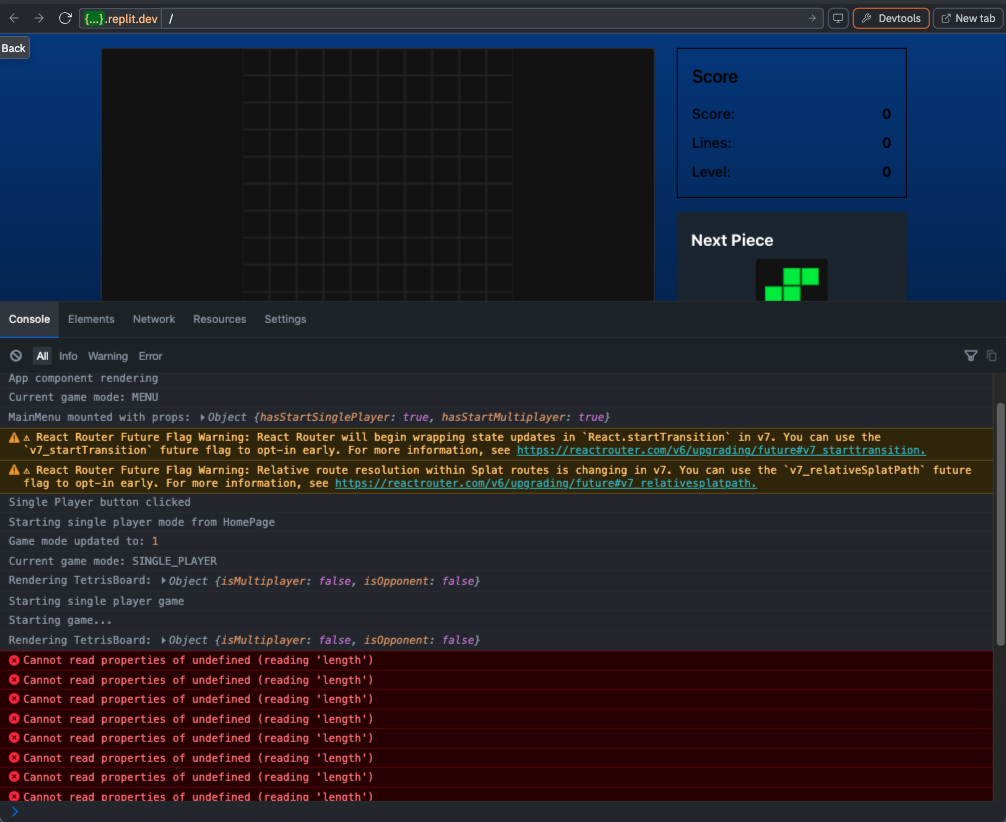 {...}.replit.dev /
Devtools
New tab
Back
Score
Score: 0
Lines: 0
Level: 0
Next Piece
Console Elements Network Resources Settings
All Info Warning Error
App component rendering
Current game mode: MENU
MainMenu mounted with props: Object {hasStartSinglePlayer: true, hasStartMultiplayer: true}
⚠ React Router Future Flag Warning: React Router will begin wrapping state updates in `React.startTransition` in v7. You can use the
`v7_startTransition` future flag to opt-in early. For more information, see https://reactrouter.com/v6/upgrading/future#v7_starttransition.
⚠ React Router Future Flag Warning: Relative route resolution within Splat routes is changing in v7. You can use the `v7_relativeSplatPath` future
flag to opt-in early. For more information, see https://reactrouter.com/v6/upgrading/future#v7_relativesplatpath.
Single Player button clicked
Starting single player mode from HomePage
Game mode updated to: 1
Current game mode: SINGLE_PLAYER
Rendering TetrisBoard: Object {isMultiplayer: false, isOpponent: false}
Starting single player game
Starting game...
Rendering TetrisBoard: Object {isMultiplayer: false, isOpponent: false}
Cannot read properties of undefined (reading 'length')
Cannot read properties of undefined (reading 'length')
Cannot read properties of undefined (reading 'length')
Cannot read properties of undefined (reading 'length')
Cannot read properties of undefined (reading 'length')
Cannot read properties of undefined (reading 'length')
Cannot read properties of undefined (reading 'length')
Cannot read properties of undefined (reading 'length')